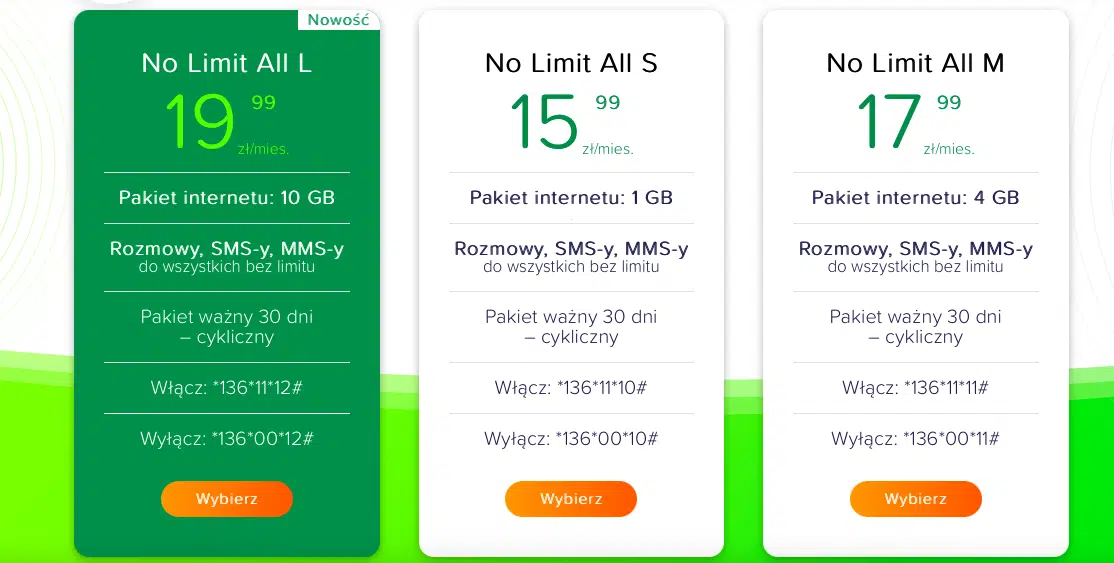 Nowość
No Limit All L
19 99
zł/mies.
Pakiet internetu: 10 GB
Rozmowy, SMS-y, MMS-y
do wszystkich bez limitu
Pakiet ważny 30 dni
– cykliczny
Włącz: *136*11*12#
Wyłącz: *136*00*12#
Wybierz
No Limit All S
15 99
zł/mies.
Pakiet internetu: 1 GB
Rozmowy, SMS-y, MMS-y
do wszystkich bez limitu
Pakiet ważny 30 dni
– cykliczny
Włącz: *136*11*10#
Wyłącz: *136*00*10#
Wybierz
No Limit All M
17 99
zł/mies.
Pakiet internetu: 4 GB
Rozmowy, SMS-y, MMS-y
do wszystkich bez limitu
Pakiet ważny 30 dni
– cykliczny
Włącz: *136*11*11#
Wyłącz: *136*00*11#
Wybierz